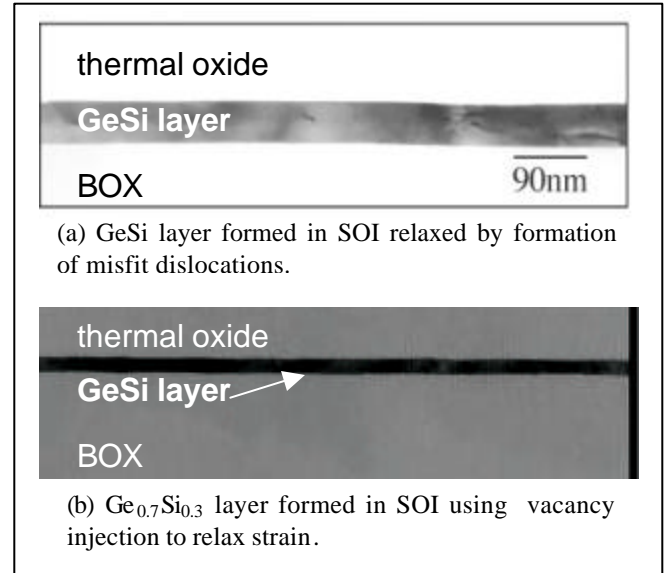 thermal oxide
GeSi layer
BOX
90nm
(a) GeSi layer formed in SOI relaxed by formation
of misfit dislocations.
thermal oxide
GeSi layer
BOX
(b) Ge0.7Si0.3 layer formed in SOI using vacancy
injection to relax strain.